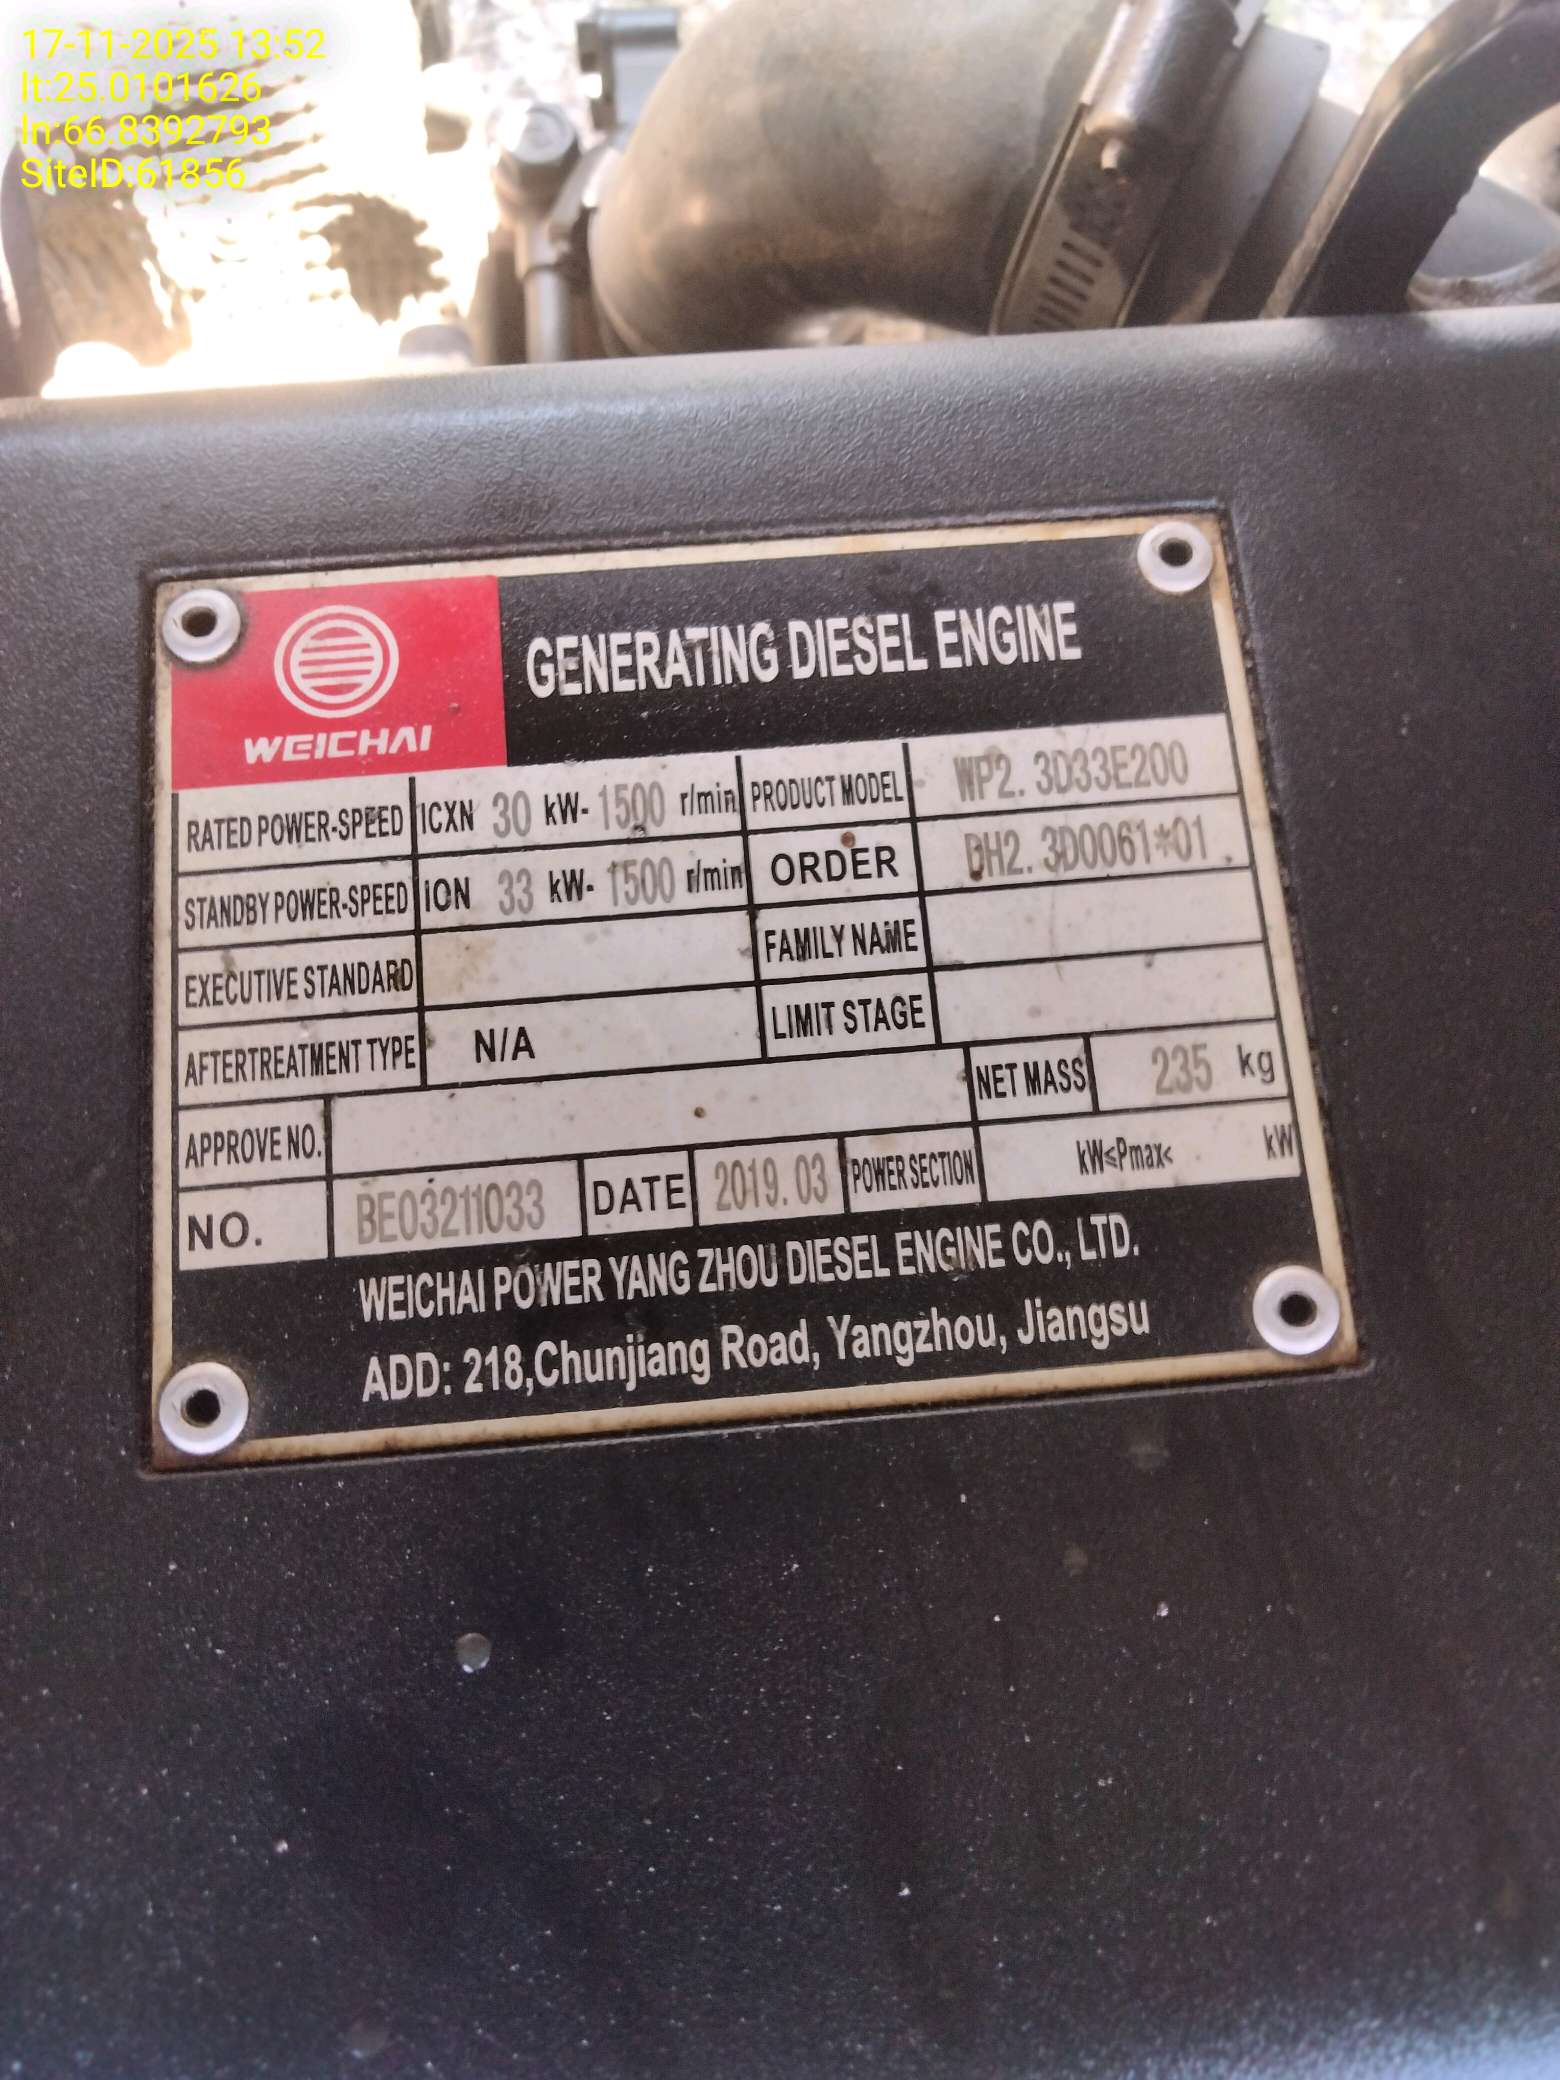 17-11-2025 13:52
lt:25.0101626
ln:66.8392793
SiteID:61856
WEICHAI
GENERATING DIESEL ENGINE
RATED POWER-SPEED ICXN 30 kW- 1500 r/min PRODUCT MODEL WP2. 3D33E200
STANDBY POWER-SPEED ION 33 kW- 1500 r/min ORDER DH2. 3D0061*01
EXECUTIVE STANDARD FAMILY NAME
AFTERTREATMENT TYPE N/A LIMIT STAGE
APPROVE NO. NET MASS 235 kg
NO. BE03211033 DATE 2019. 03 POWER SECTION kW≤Pmax< kW
WEICHAI POWER YANG ZHOU DIESEL ENGINE CO., LTD.
ADD: 218,Chunjiang Road, Yangzhou, Jiangsu